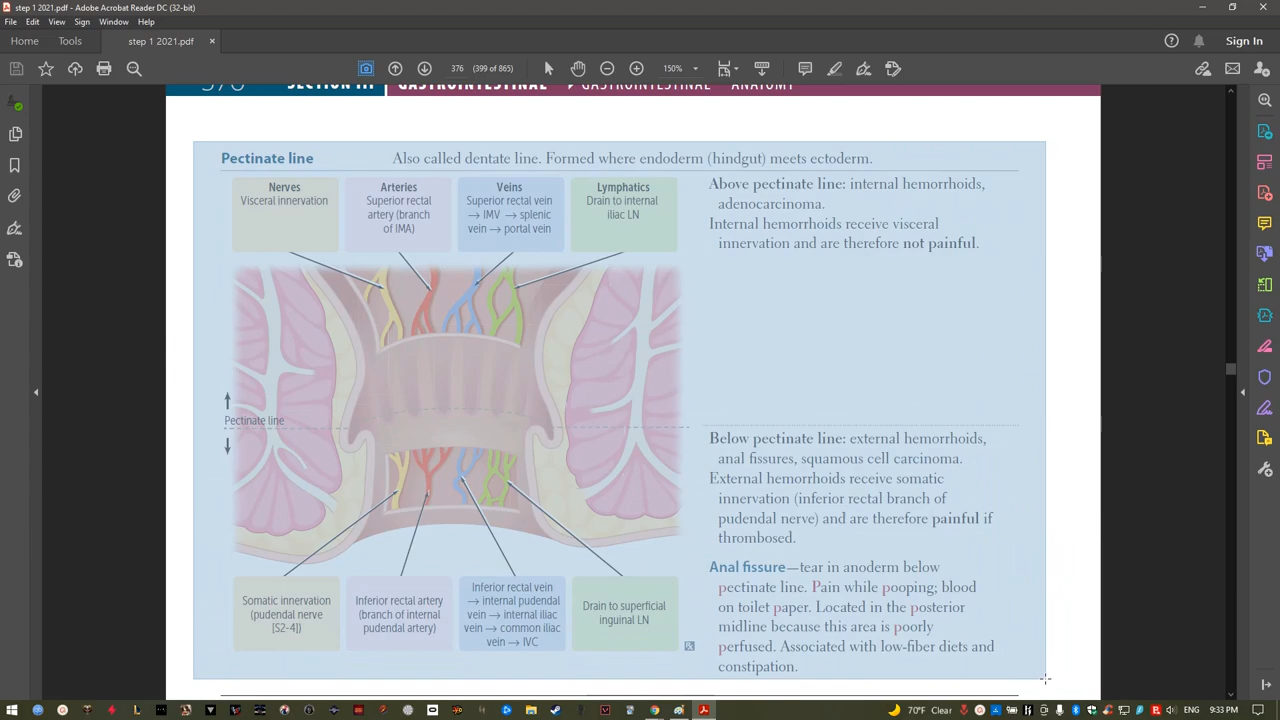 step 1 2021.pdf - Adobe Acrobat Reader DC (32-bit)
File Edit View Sign Window Help
Home Tools step 1 2021.pdf × Sign In
376 (399 of 865) 150%
376 SECTION III GASTROINTESTINAL GASTROINTESTINAL—ANATOMY
Pectinate line Also called dentate line. Formed where endoderm (hindgut) meets ectoderm.
Nerves
Visceral innervation
Arteries
Superior rectal
artery (branch
of IMA)
Veins
Superior rectal vein
→ IMV → splenic
vein → portal vein
Lymphatics
Drain to internal
iliac LN
Above pectinate line: internal hemorrhoids,
adenocarcinoma.
Internal hemorrhoids receive visceral
innervation and are therefore not painful.
Pectinate line
Below pectinate line: external hemorrhoids,
anal fissures, squamous cell carcinoma.
External hemorrhoids receive somatic
innervation (inferior rectal branch of
pudendal nerve) and are therefore painful if
thrombosed.
Anal fissure—tear in anoderm below
pectinate line. Pain while pooping; blood
on toilet paper. Located in the posterior
midline because this area is poorly
perfused. Associated with low-fiber diets and
constipation.
Somatic innervation
(pudendal nerve
[S2-4])
Inferior rectal artery
(branch of internal
pudendal artery)
Inferior rectal vein
→ internal pudendal
vein → internal iliac
vein → common iliac
vein → IVC
Drain to superficial
inguinal LN
70°F Clear ENG 9:33 PM